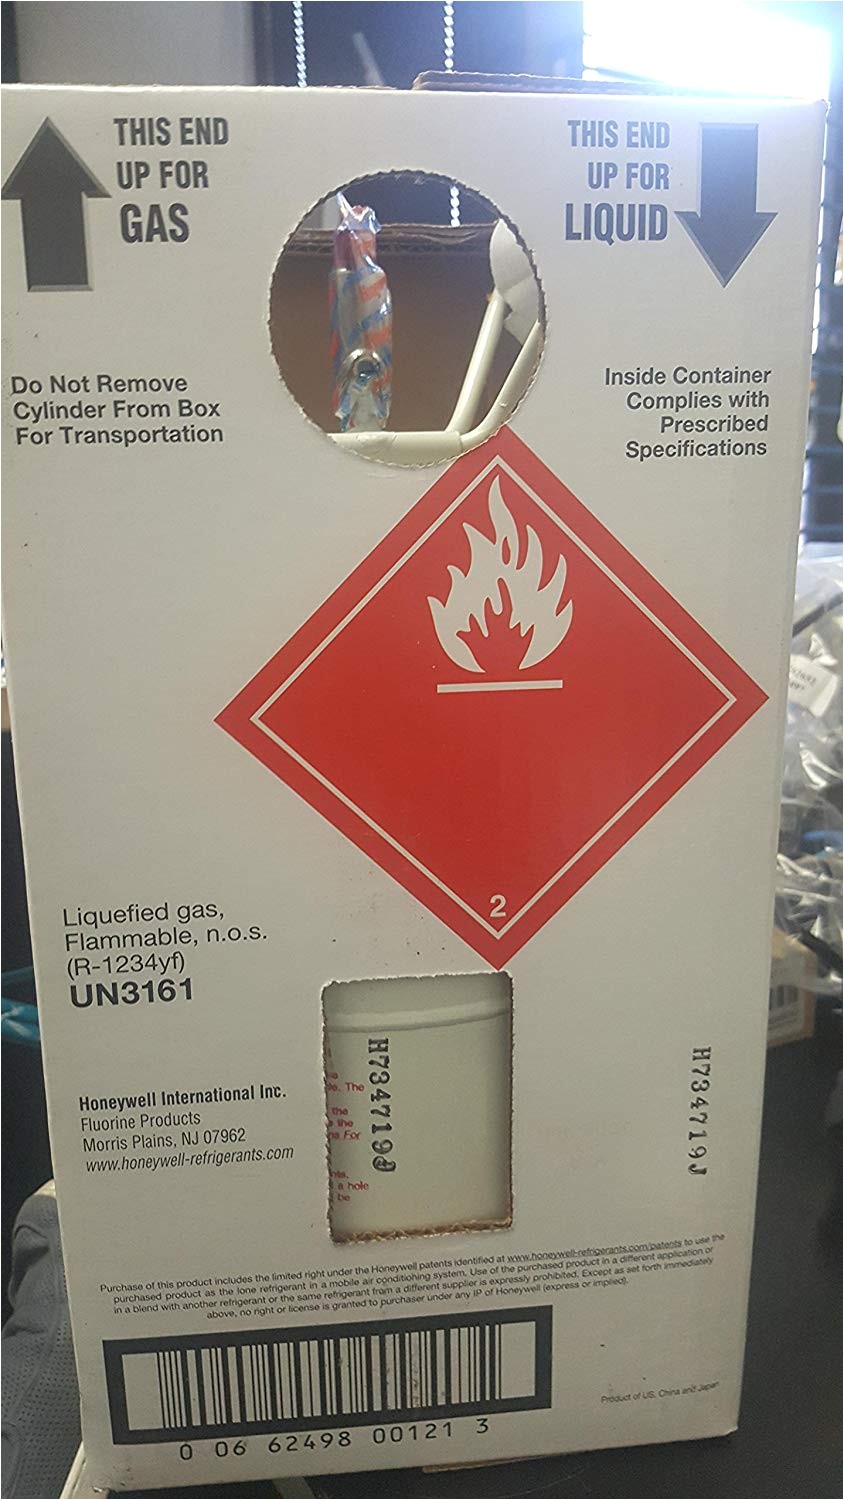 THIS END
UP FOR
GAS
THIS END
UP FOR
LIQUID
Do Not Remove
Cylinder From Box
For Transportation
Inside Container
Complies with
Prescribed
Specifications
2
Liquefied gas,
Flammable, n.o.s.
(R-1234yf)
UN3161
Honeywell International Inc.
Fluorine Products
Morris Plains, NJ 07962
www.honeywell-refrigerants.com
The
the
the
For
a hole
be
H784719J
Purchase of this product includes the limited right under the Honeywell patents identified at www.honeywell-refrigerants.com/patents to use the
purchased product as the lone refrigerant in a mobile air conditioning system. Use of the purchased product in a different application or
in a blend with another refrigerant or the same refrigerant from a different supplier is expressly prohibited. Except as set forth immediately
above, no right or license is granted to purchaser under any IP of Honeywell (express or implied).
0 06 62498 00121 3
Product of US, China and Japan